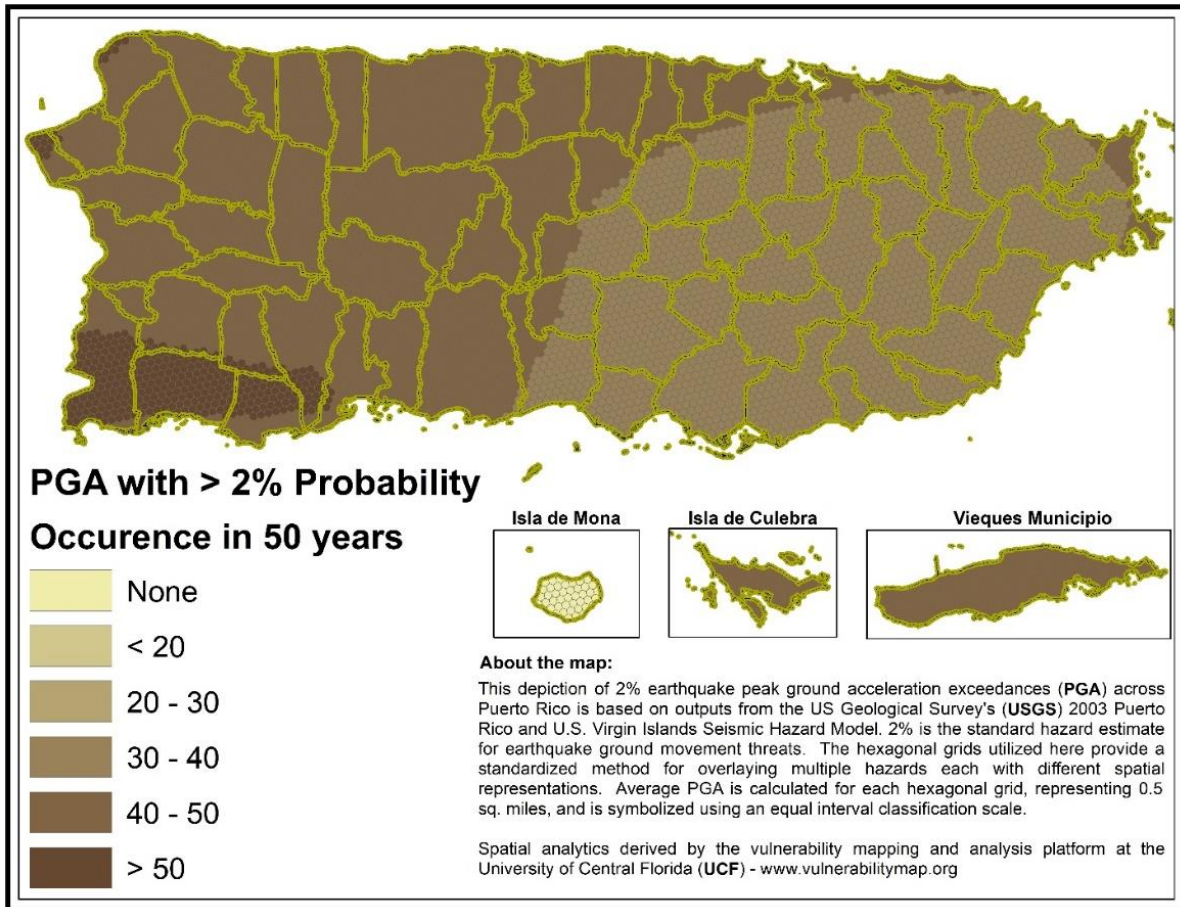 PGA with > 2% Probability
Occurence in 50 years
None
< 20
20 - 30
30 - 40
40 - 50
> 50
Isla de Mona
Isla de Culebra
Vieques Municipio
About the map:
This depiction of 2% earthquake peak ground acceleration exceedances (PGA) across
Puerto Rico is based on outputs from the US Geological Survey's (USGS) 2003 Puerto
Rico and U.S. Virgin Islands Seismic Hazard Model. 2% is the standard hazard estimate
for earthquake ground movement threats. The hexagonal grids utilized here provide a
standardized method for overlaying multiple hazards each with different spatial
representations. Average PGA is calculated for each hexagonal grid, representing 0.5
sq. miles, and is symbolized using an equal interval classification scale.
Spatial analytics derived by the vulnerability mapping and analysis platform at the
University of Central Florida (UCF) - www.vulnerabilitymap.org